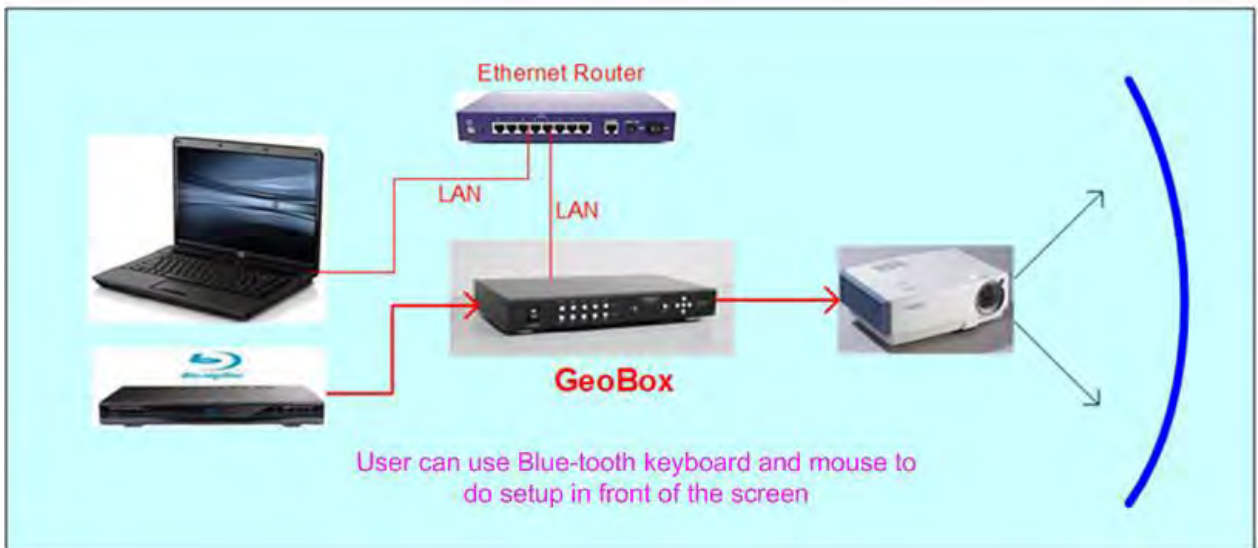 Ethernet Router
LAN
LAN
GeoBox
User can use Blue-tooth keyboard and mouse to
do setup in front of the screen